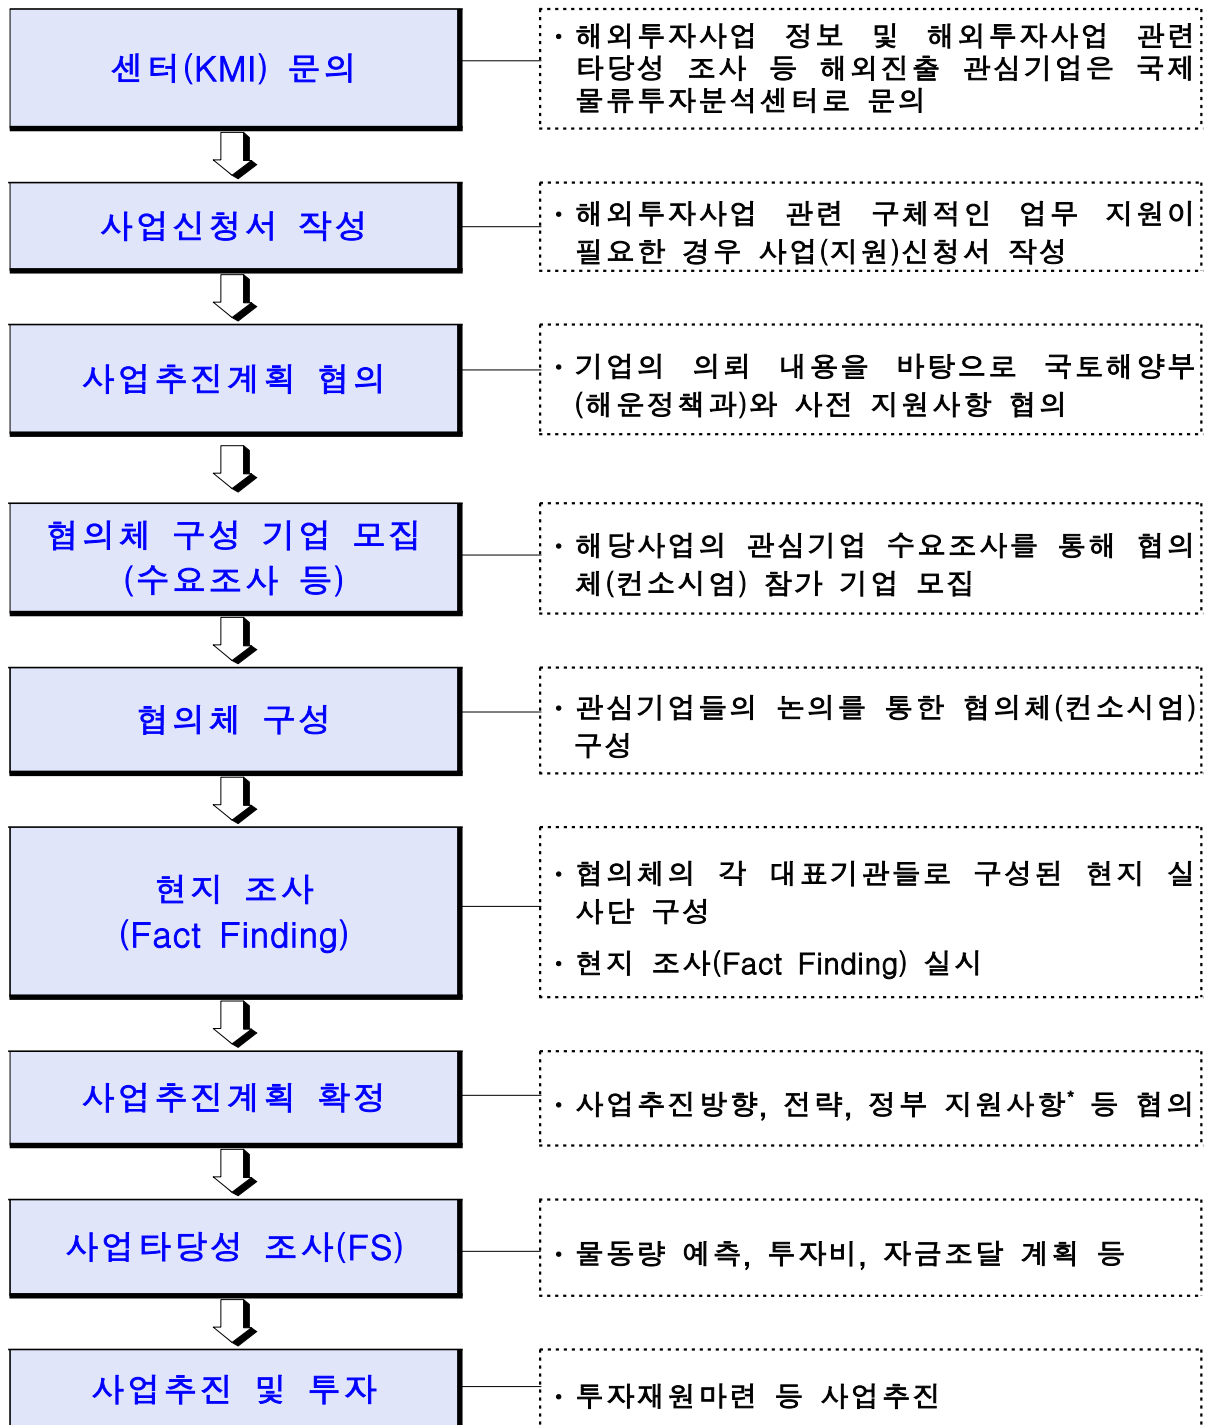 센터(KMI) 문의
· 해외투자사업 정보 및 해외투자사업 관련
타당성 조사 등 해외진출 관심기업은 국제
물류투자분석센터로 문의
사업신청서 작성
· 해외투자사업 관련 구체적인 업무 지원이
필요한 경우 사업(지원)신청서 작성
사업추진계획 협의
· 기업의 의뢰 내용을 바탕으로 국토해양부
(해운정책과)와 사전 지원사항 협의
협의체 구성 기업 모집
(수요조사 등)
· 해당사업의 관심기업 수요조사를 통해 협의
체(컨소시엄) 참가 기업 모집
협의체 구성
· 관심기업들의 논의를 통한 협의체(컨소시엄)
구성
현지 조사
(Fact Finding)
· 협의체의 각 대표기관들로 구성된 현지 실
사단 구성
· 현지 조사(Fact Finding) 실시
사업추진계획 확정
· 사업추진방향, 전략, 정부 지원사항* 등 협의
사업타당성 조사(FS)
· 물동량 예측, 투자비, 자금조달 계획 등
사업추진 및 투자
· 투자재원마련 등 사업추진